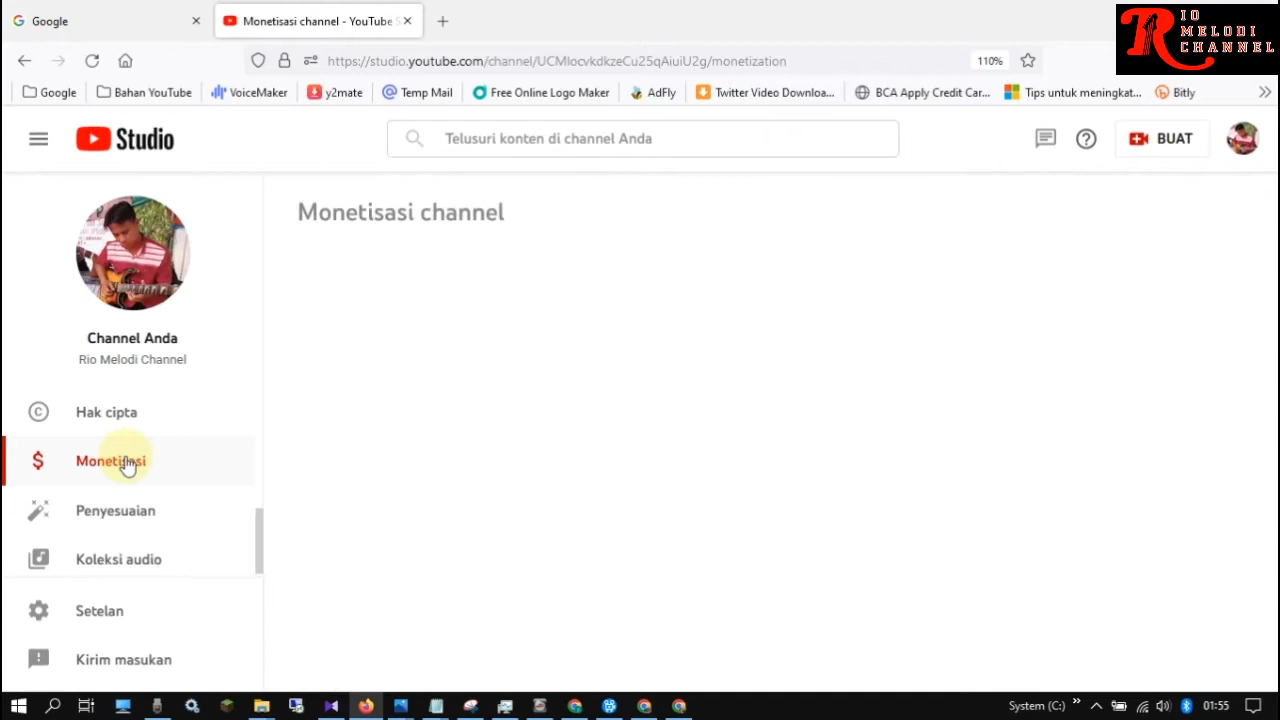 Google
Monetisasi channel - YouTube S
IO
MELODI
CHANNEL
https://studio.youtube.com/channel/UCMIocvkdkzeCu25qAiuiU2g/monetization
110%
Google
Bahan YouTube
VoiceMaker
y2mate
Temp Mail
Free Online Logo Maker
AdFly
Twitter Video Downloa...
BCA Apply Credit Car...
Tips untuk meningkat...
Bitly
Studio
Telusuri konten di channel Anda
BUAT
Monetisasi channel
Channel Anda
Rio Melodi Channel
Hak cipta
Monetisasi
Penyesuaian
Koleksi audio
Setelan
Kirim masukan
System (C:)
01:55